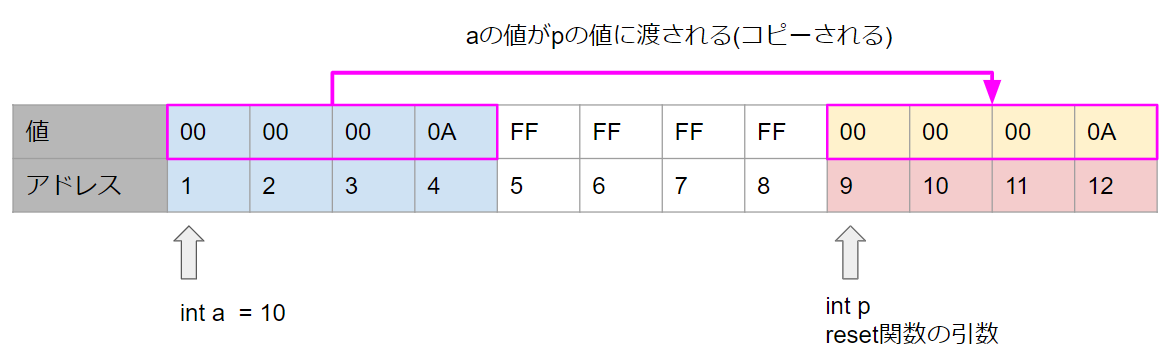 aの値がpの値に渡される(コピーされる)
値 00 00 00 0A FF FF FF FF 00 00 00 0A
アドレス 1 2 3 4 5 6 7 8 9 10 11 12
int a = 10
int p
reset関数の引数